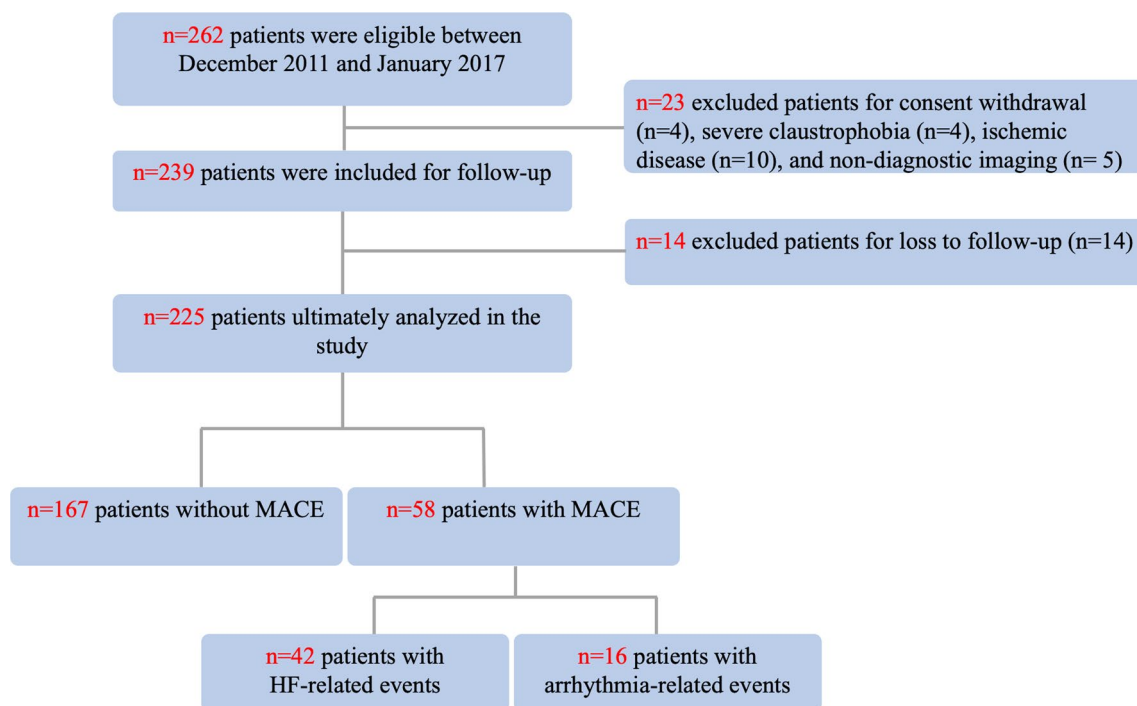 n=262 patients were eligible between
December 2011 and January 2017
n=23 excluded patients for consent withdrawal
(n=4), severe claustrophobia (n=4), ischemic
disease (n=10), and non-diagnostic imaging (n= 5)
n=239 patients were included for follow-up
n=14 excluded patients for loss to follow-up (n=14)
n=225 patients ultimately analyzed in the
study
n=167 patients without MACE
n=58 patients with MACE
n=42 patients with
HF-related events
n=16 patients with
arrhythmia-related events